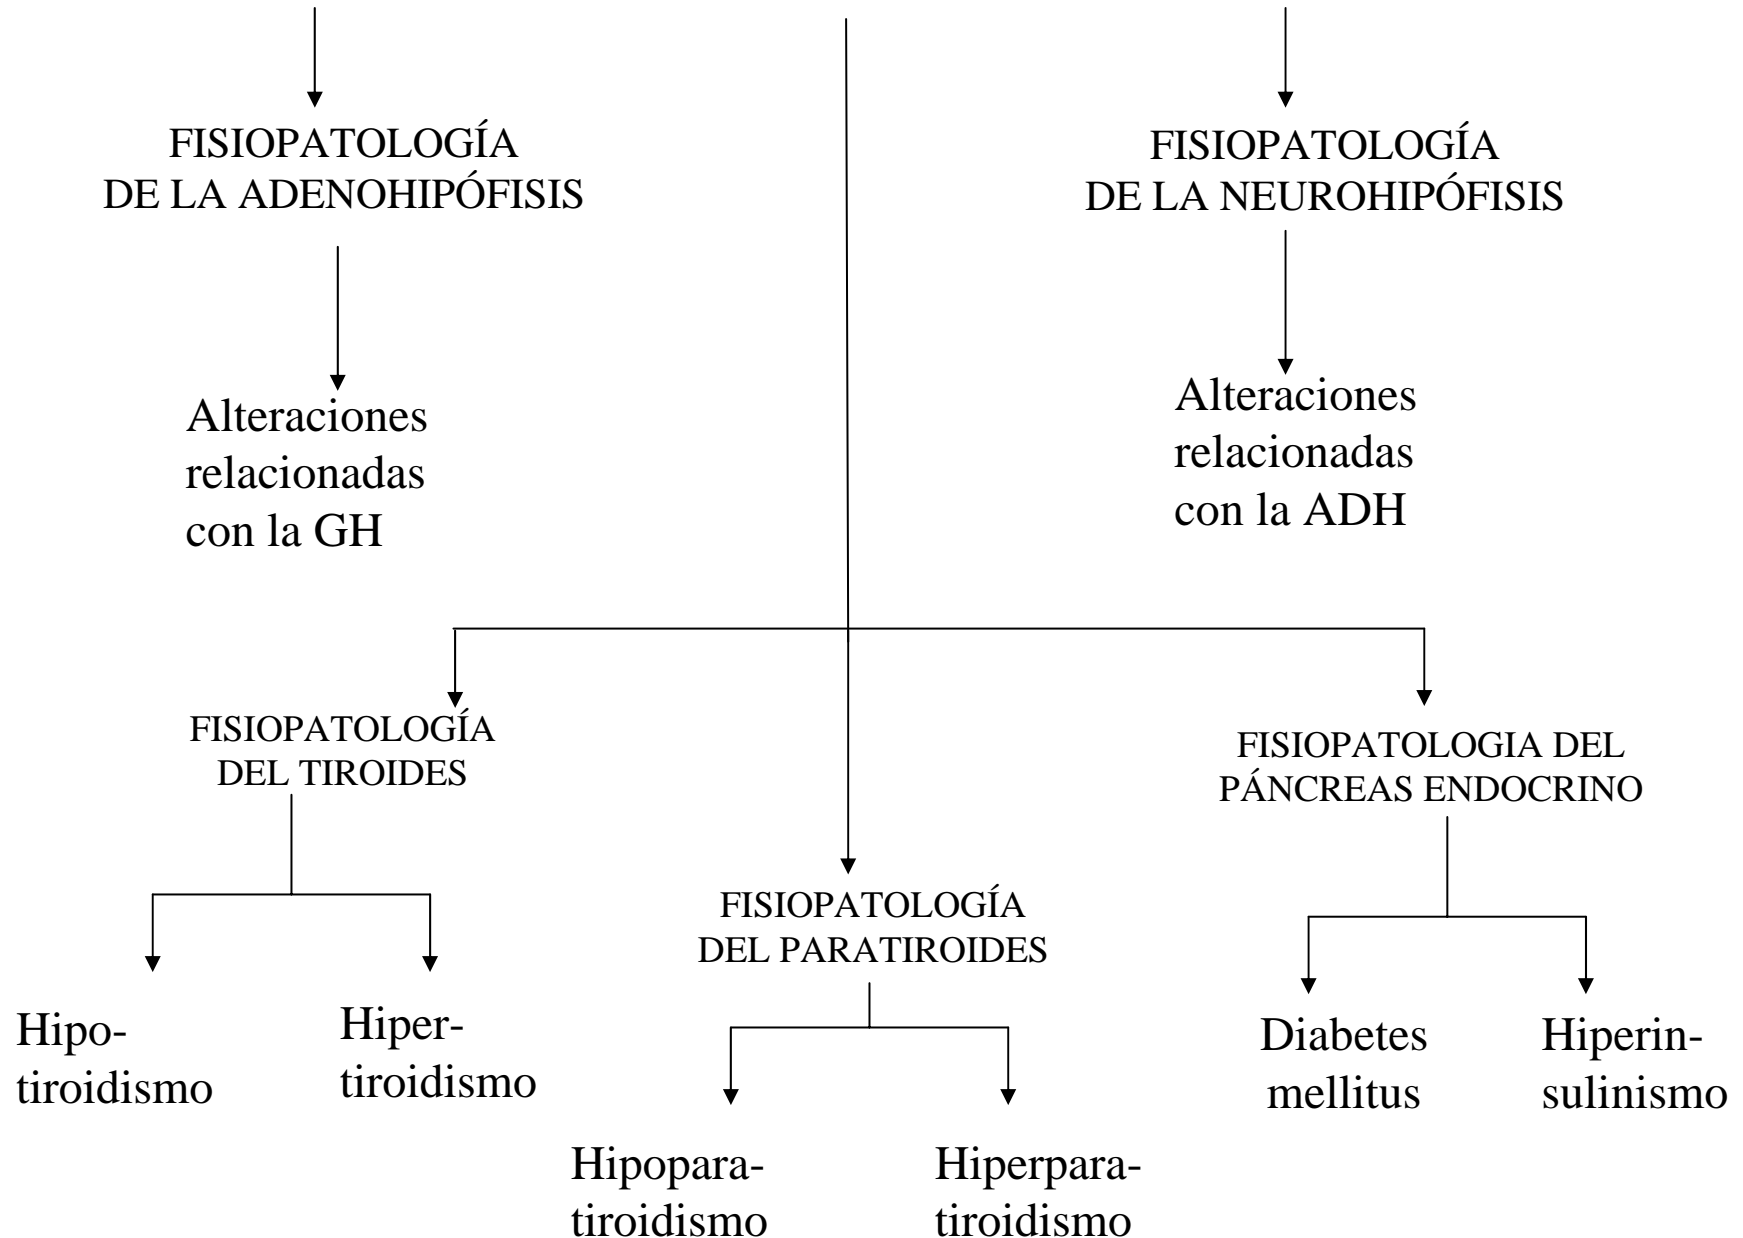 FISIOPATOLOGÍA
DE LA ADENOHIPÓFISIS
FISIOPATOLOGÍA
DE LA NEUROHIPÓFISIS
Alteraciones
relacionadas
con la GH
Alteraciones
relacionadas
con la ADH
FISIOPATOLOGÍA
DEL TIROIDES
FISIOPATOLOGIA DEL
PÁNCREAS ENDOCRINO
FISIOPATOLOGÍA
DEL PARATIROIDES
Hipo-
tiroidismo
Hiper-
tiroidismo
Diabetes
mellitus
Hiperin-
sulinismo
Hipopara-
tiroidismo
Hiperpara-
tiroidismo